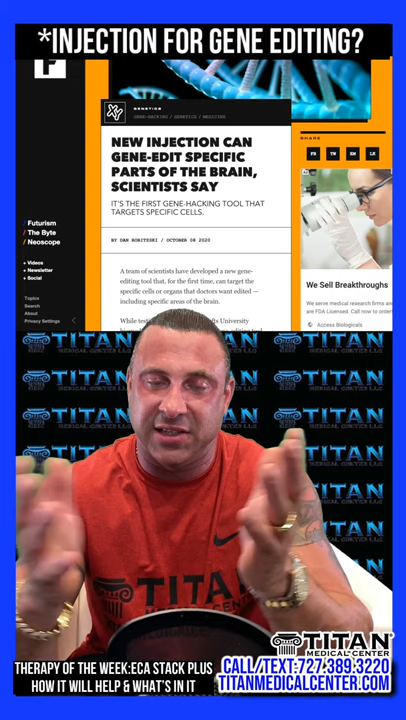 *INJECTION FOR GENE EDITING?
F
GENETICS
GENE-HACKING / GENETICS / MEDICINE
NEW INJECTION CAN
GENE-EDIT SPECIFIC
PARTS OF THE BRAIN,
SCIENTISTS SAY
IT'S THE FIRST GENE-HACKING TOOL THAT
TARGETS SPECIFIC CELLS.
BY DAN ROBITZSKI / OCTOBER 08 2020
A team of scientists have developed a new gene-
editing tool that, for the first time, can target the
specific cells or organs that doctors want edited —
including specific areas of the brain.
While
University
SHARE
FB
TW
EM
LK
We Sell Breakthroughs
We serve medical research firms an
are FDA Licensed. Call now to order
Access Biologicals
/ Futurism
/ The Byte
/ Neoscope
+ Videos
+ Newsletter
+ Social
Topics
Search
About
Privacy Settings
TITAN
MEDICAL CENTER
TITAN
MEDICAL CENTER
THERAPY OF THE WEEK:ECA STACK PLUS
HOW IT WILL HELP & WHAT'S IN IT
CALL/TEXT:727.389.3220
TITANMEDICALCENTER.COM